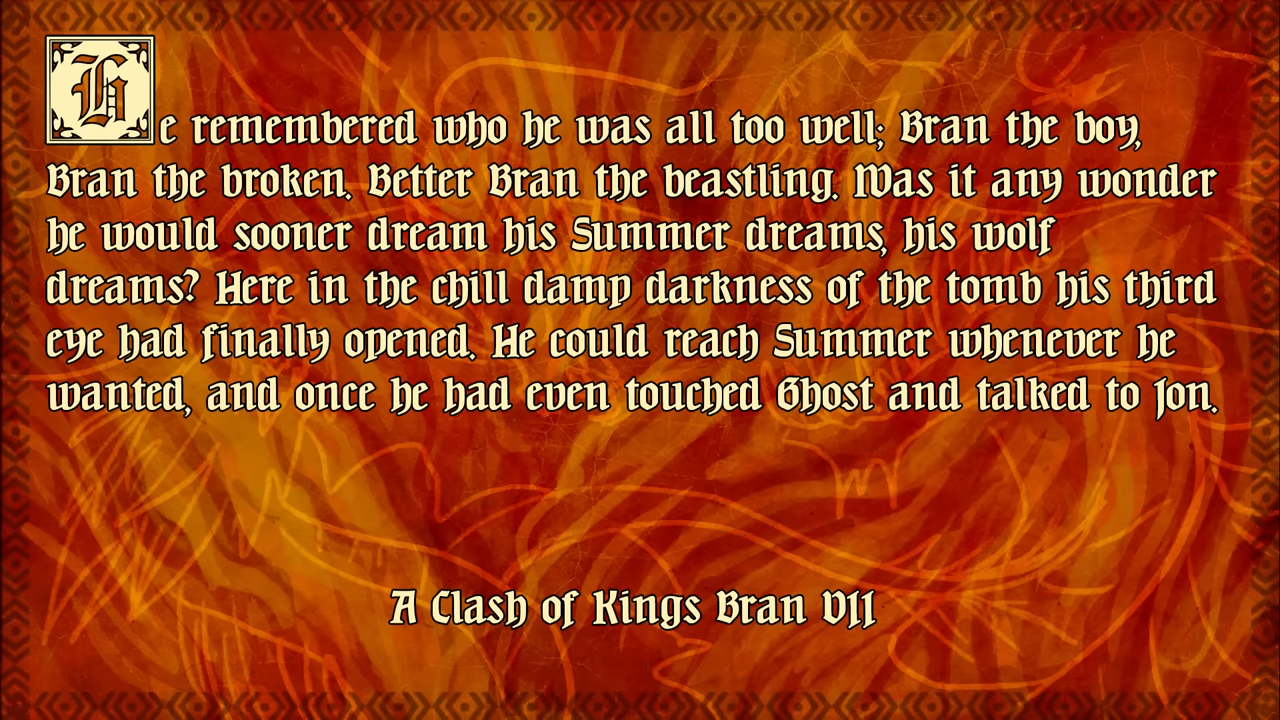 He remembered who he was all too well; Bran the boy,
Bran the broken. Better Bran the beastling. Was it any wonder
he would sooner dream his Summer dreams, his wolf
dreams? Here in the chill damp darkness of the tomb his third
eye had finally opened. He could reach Summer whenever he
wanted, and once he had even touched Ghost and talked to Jon.
A Clash of Kings Bran VII